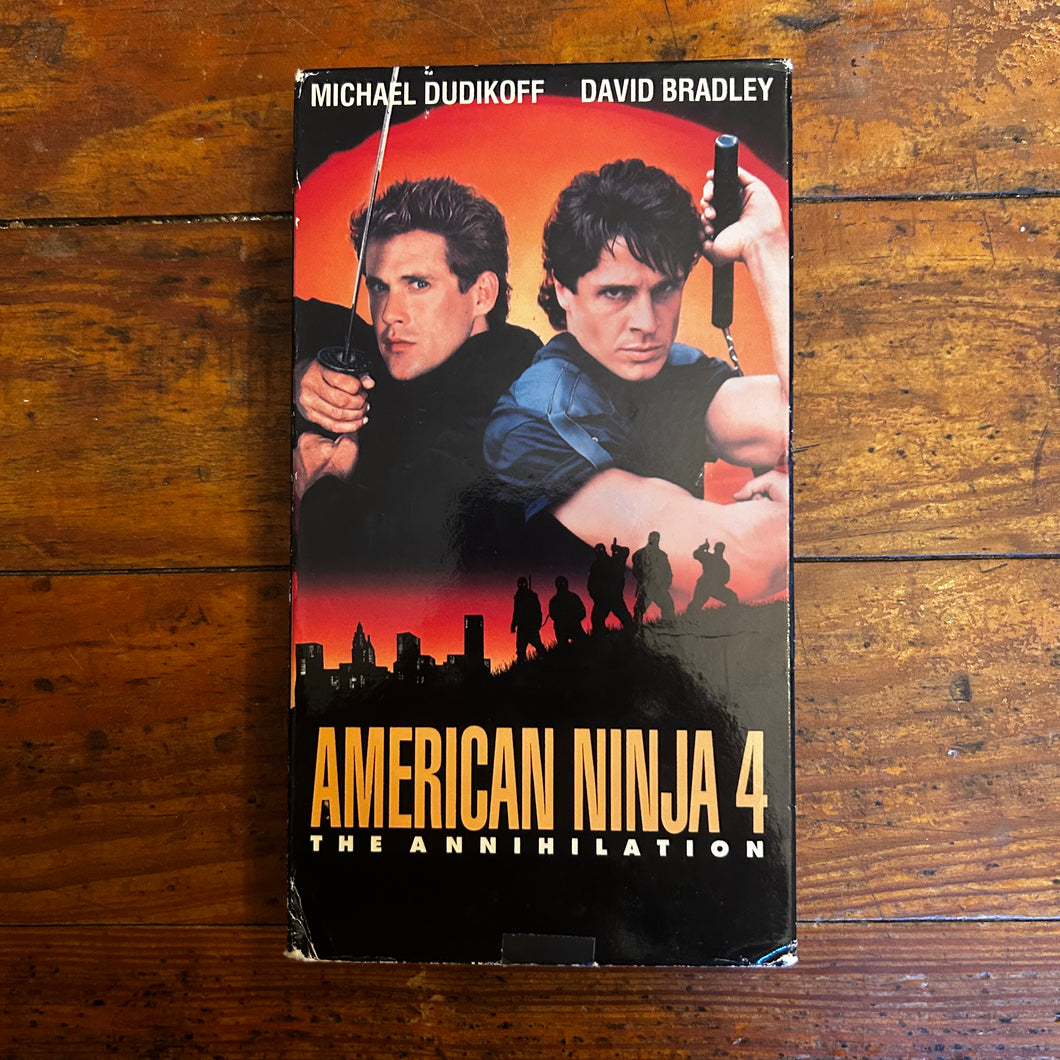 MICHAEL DUDIKOFF DAVID BRADLEY
AMERICAN NINJA 4
THE ANNIHILATION